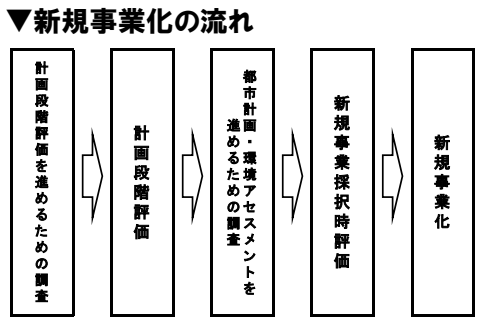 ▼新規事業化の流れ
計画段階評価を進めるための調査
計画段階評価
都市計画・環境アセスメントを
進めるための調査
新規事業採択時評価
新規事業化